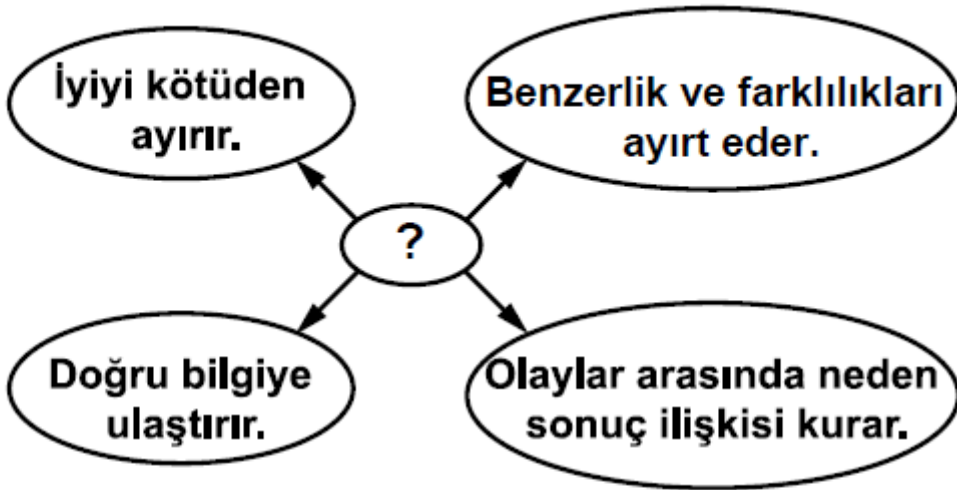 İyiyi kötüden
ayırır.
Benzerlik ve farklılıkları
ayırt eder.
?
Doğru bilgiye
ulaştırır.
Olaylar arasında neden
sonuç ilişkisi kurar.